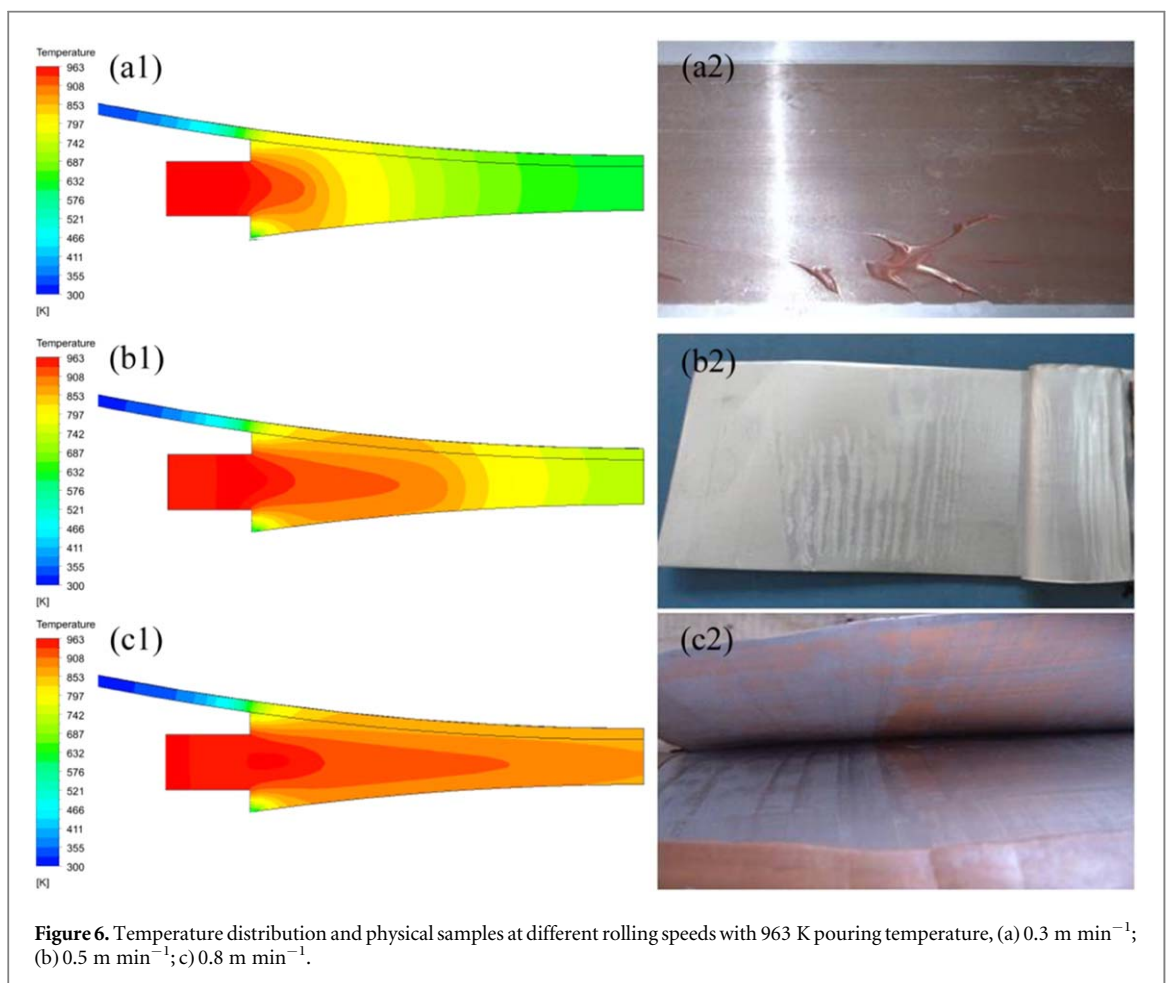 Temperature
963
908
853
797
742
687
632
576
521
466
411
355
300
[K]
(a1)
(a2)
Temperature
963
908
853
797
742
687
632
576
521
466
411
355
300
[K]
(b1)
(b2)
Temperature
963
908
853
797
742
687
632
576
521
466
411
355
300
[K]
(c1)
(c2)
Figure 6. Temperature distribution and physical samples at different rolling speeds with 963 K pouring temperature, (a) 0.3 m min⁻¹;
(b) 0.5 m min⁻¹; c) 0.8 m min⁻¹.